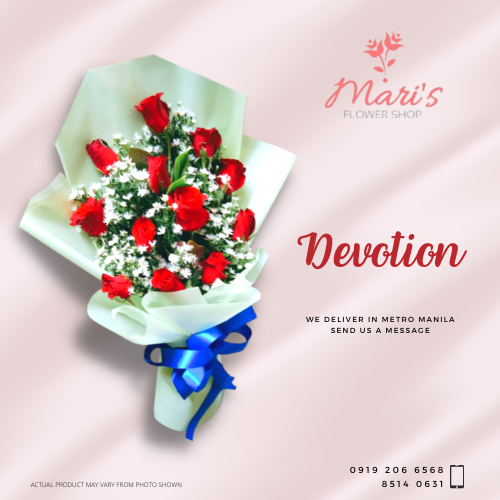 Mari's
FLOWER SHOP
Devotion
WE DELIVER IN METRO MANILA
SEND US A MESSAGE
0919 206 6568
8514 0631
ACTUAL PRODUCT MAY VARY FROM PHOTO SHOWN